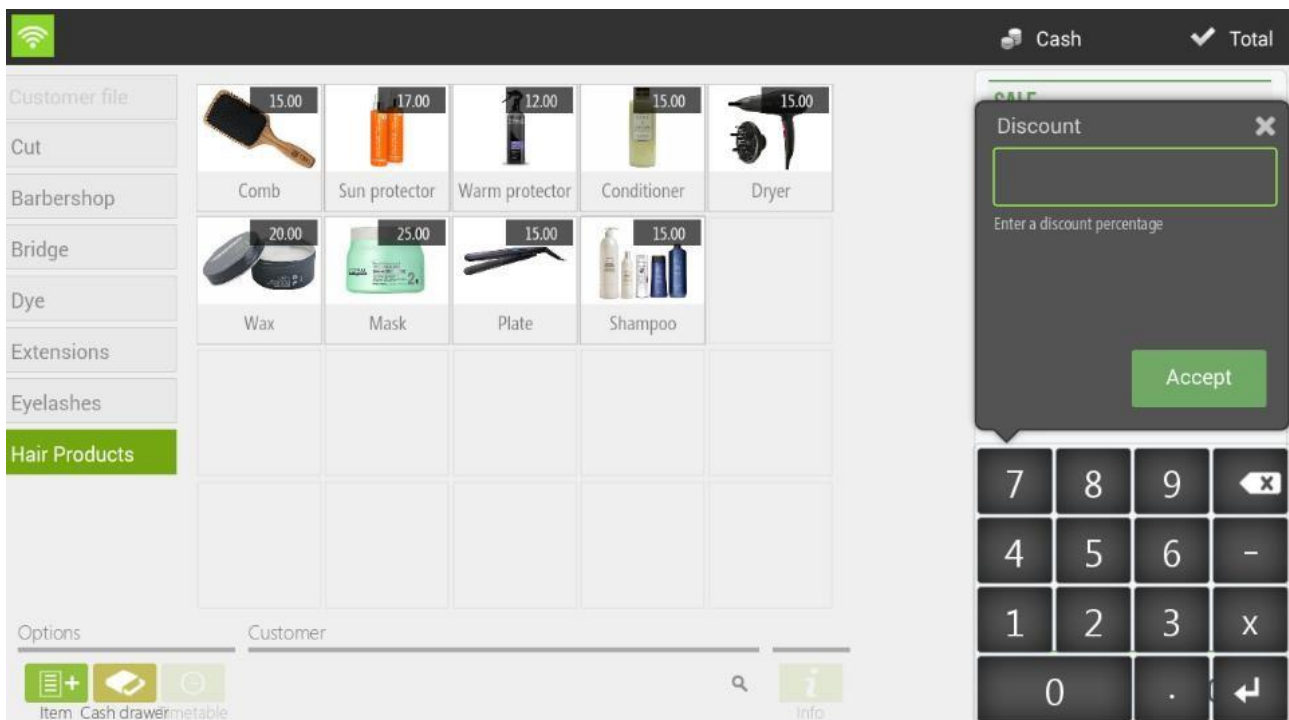 Cash
Total
Customer file
Cut
Barbershop
Bridge
Dye
Extensions
Eyelashes
Hair Products
15.00
17.00
12.00
15.00
15.00
Comb
Sun protector
Warm protector
Conditioner
Dryer
20.00
25.00
15.00
15.00
Wax
Mask
Plate
Shampoo
SALE
Discount
Enter a discount percentage
Accept
7 8 9
4 5 6 -
1 2 3 X
0 .
Options
Customer
Item
Cash drawer
Timetable
Info